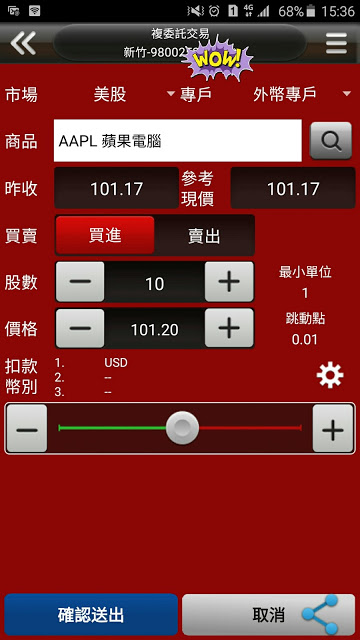 1 4G 68% 15:36
複委託交易
新竹-98002
WOW!
市場 美股 專戶 外幣專戶
商品 AAPL 蘋果電腦
昨收 101.17 參考現價 101.17
買賣 買進 賣出
股數 − 10 + 最小單位
1
價格 − 101.20 + 跳動點
0.01
扣款幣別 1. USD
2. --
3. --
− +
確認送出 取消